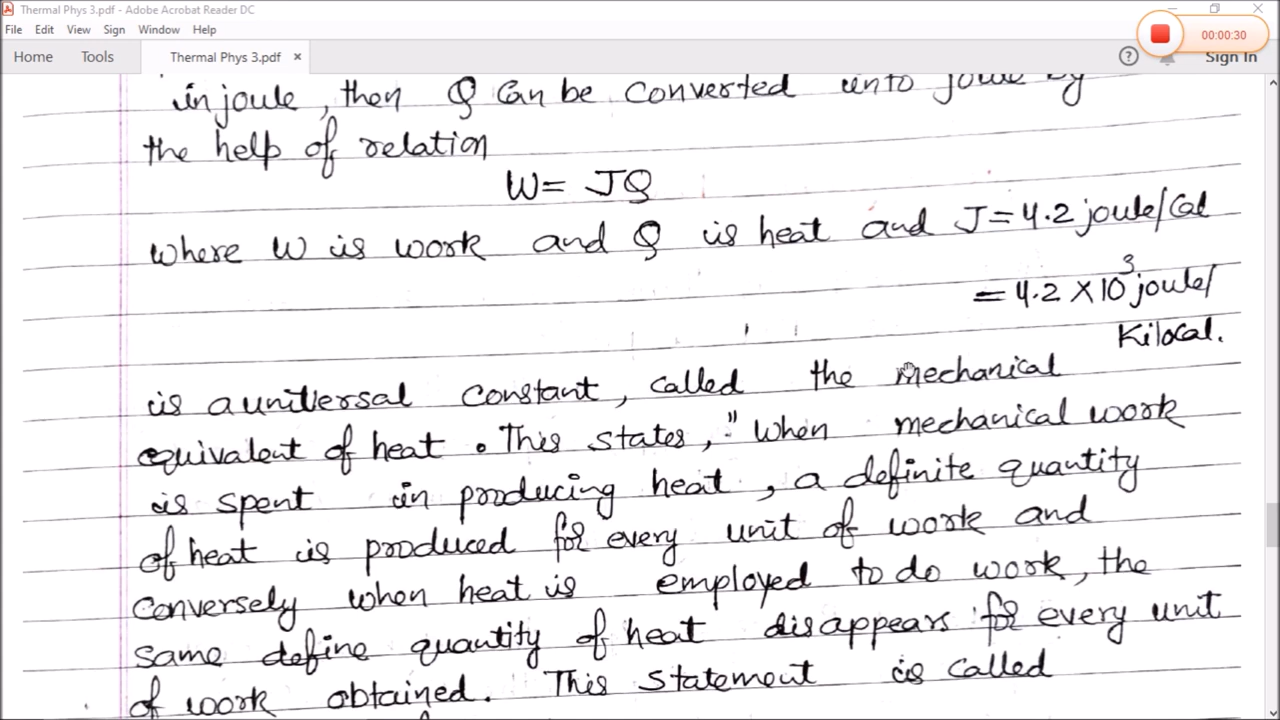 Thermal Phys 3.pdf - Adobe Acrobat Reader DC
File Edit View Sign Window Help
00:00:30
Home Tools Thermal Phys 3.pdf × Sign In
in joule, then Q can be converted into joule by
the help of relation
W = JQ
where W is work and Q is heat and J = 4.2 joule/Cal
= 4.2 × 10³ joule/
Kilocal.
is a universal constant, called the mechanical
equivalent of heat. This states, "When mechanical work
is spent in producing heat, a definite quantity
of heat is produced for every unit of work and
conversely when heat is employed to do work, the
same define quantity of heat disappears for every unit
of work obtained. This statement is called